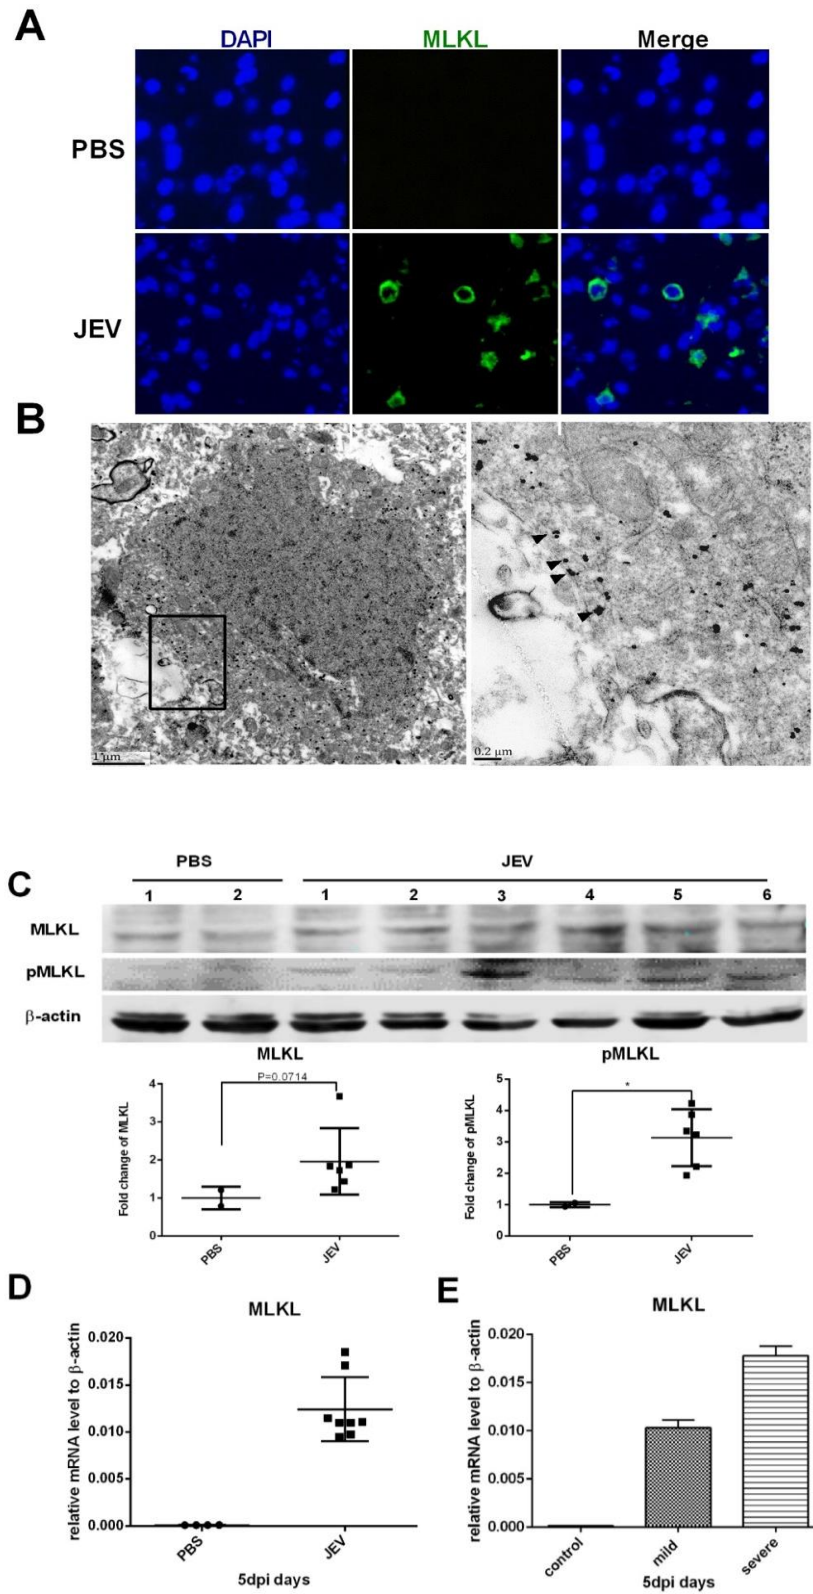 A
DAPI MLKL Merge
PBS
JEV
B
1 μm
0.2 μm
C
PBS JEV
1 2 1 2 3 4 5 6
MLKL
pMLKL
β-actin
MLKL
Fold change of MLKL
4
3
2
1
0
P=0.0714
PBS JEV
pMLKL
Fold change of pMLKL
5
4
3
2
1
0
*
PBS JEV
D
MLKL
relative mRNA level to β-actin
0.020
0.015
0.010
0.005
0.000
PBS JEV
5dpi days
E
MLKL
relative mRNA level to β-actin
0.020
0.015
0.010
0.005
0.000
control mild severe
5dpi days